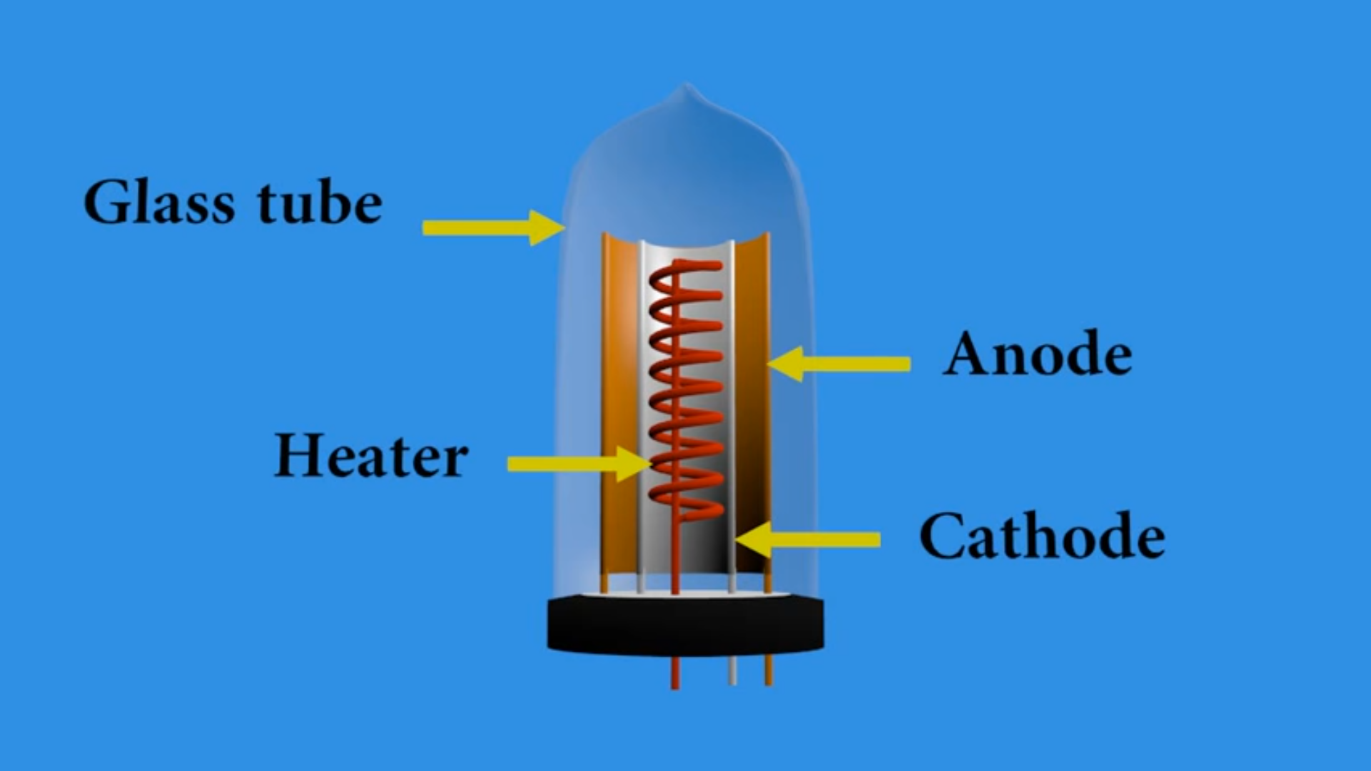 Glass tube
Anode
Heater
Cathode